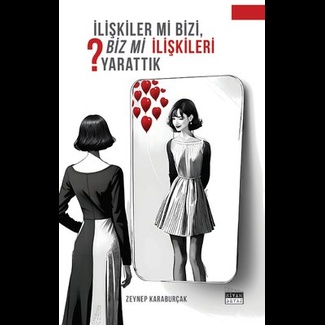 İLİŞKİLER Mİ BİZİ,
BİZ Mİ İLİŞKİLERİ
YARATTIK
?
ZEYNEP KARABURÇAK